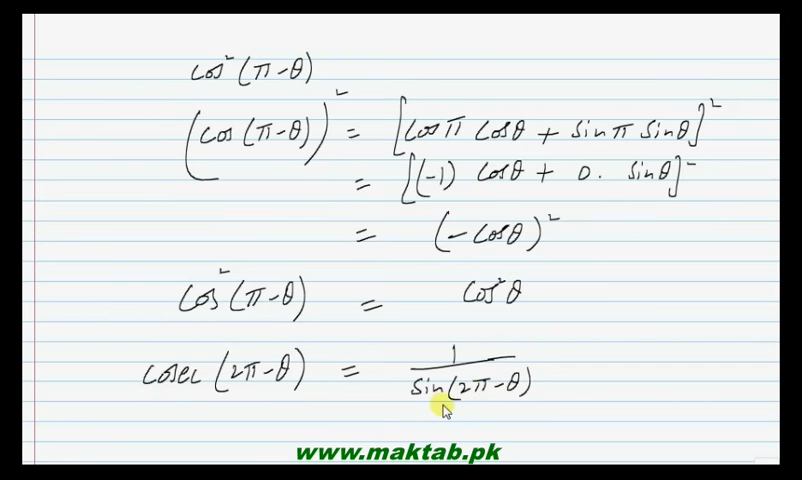 cos²(π-θ)
(cos(π-θ))² = [cosπ cosθ + sinπ sinθ]²
= [(-1) cosθ + 0. sinθ]²
= (-cosθ)²
cos²(π-θ) = cos²θ
cosec(2π-θ) = 1/sin(2π-θ)
www.maktab.pk